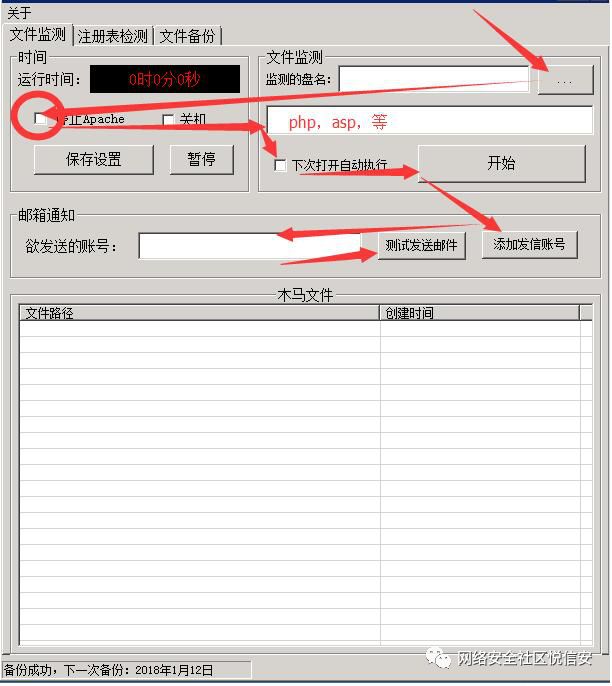 关于
文件监测 注册表检测 文件备份
时间
运行时间： 0时0分0秒
停止Apache 关机
保存设置 暂停
文件监测
监测的盘名： ...
php，asp，等
下次打开自动执行 开始
邮箱通知
欲发送的账号： 测试发送邮件 添加发信账号
木马文件
文件路径 创建时间
网络安全社区悦信安
备份成功，下一次备份：2018年1月12日